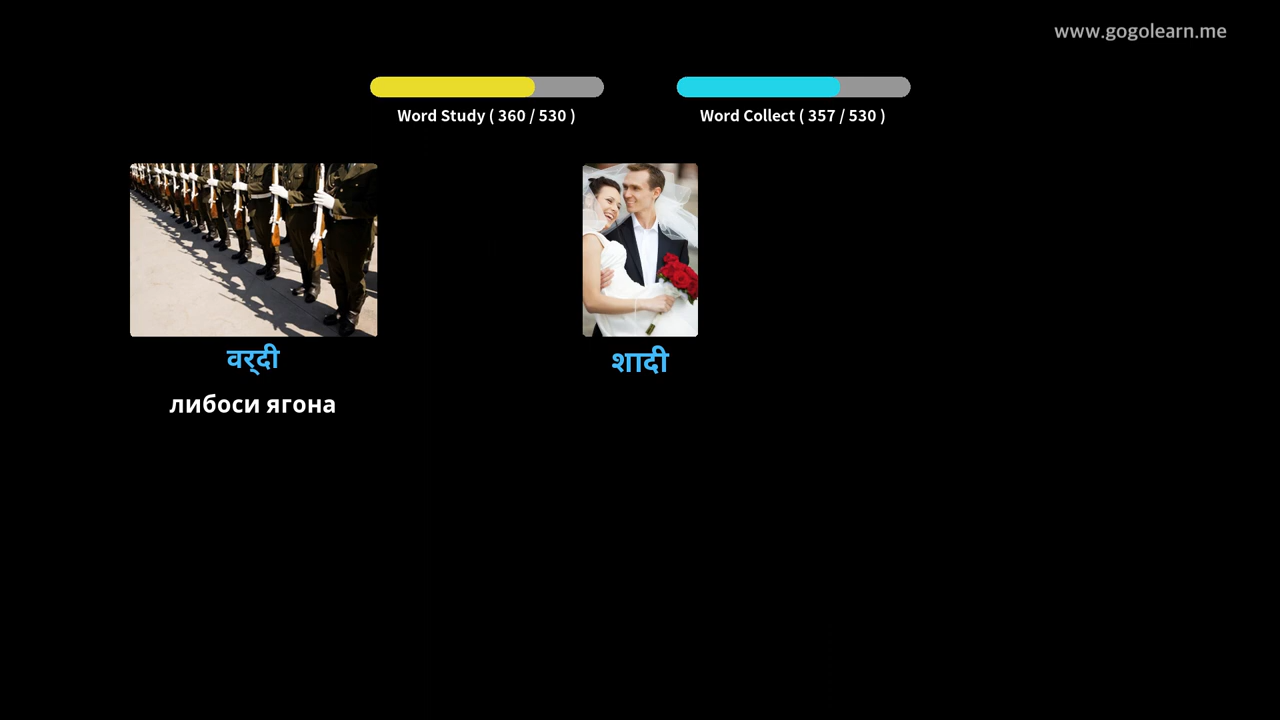 www.gogolearn.me
Word Study ( 360 / 530 )
Word Collect ( 357 / 530 )
वर्‌दी
शादी
либоси ягона